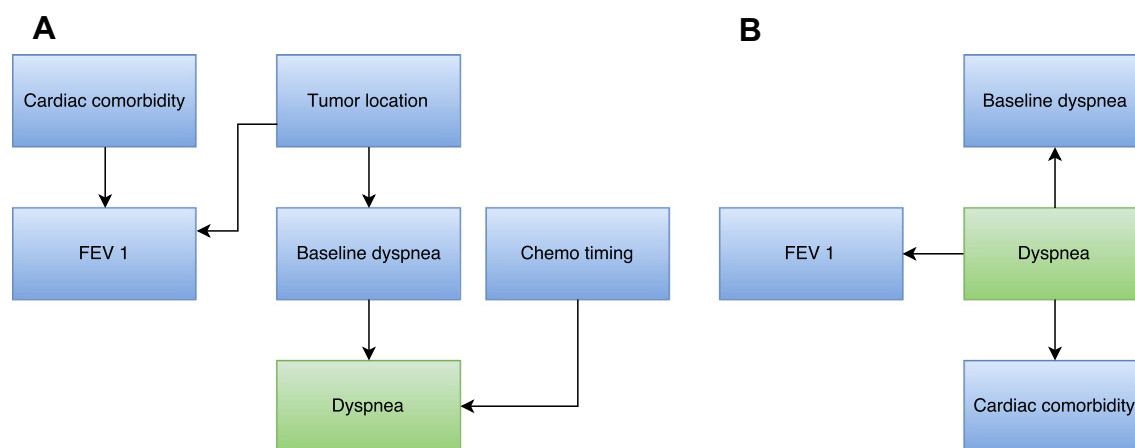 A
Cardiac comorbidity
Tumor location
FEV 1
Baseline dyspnea
Chemo timing
Dyspnea
B
Baseline dyspnea
FEV 1
Dyspnea
Cardiac comorbidity